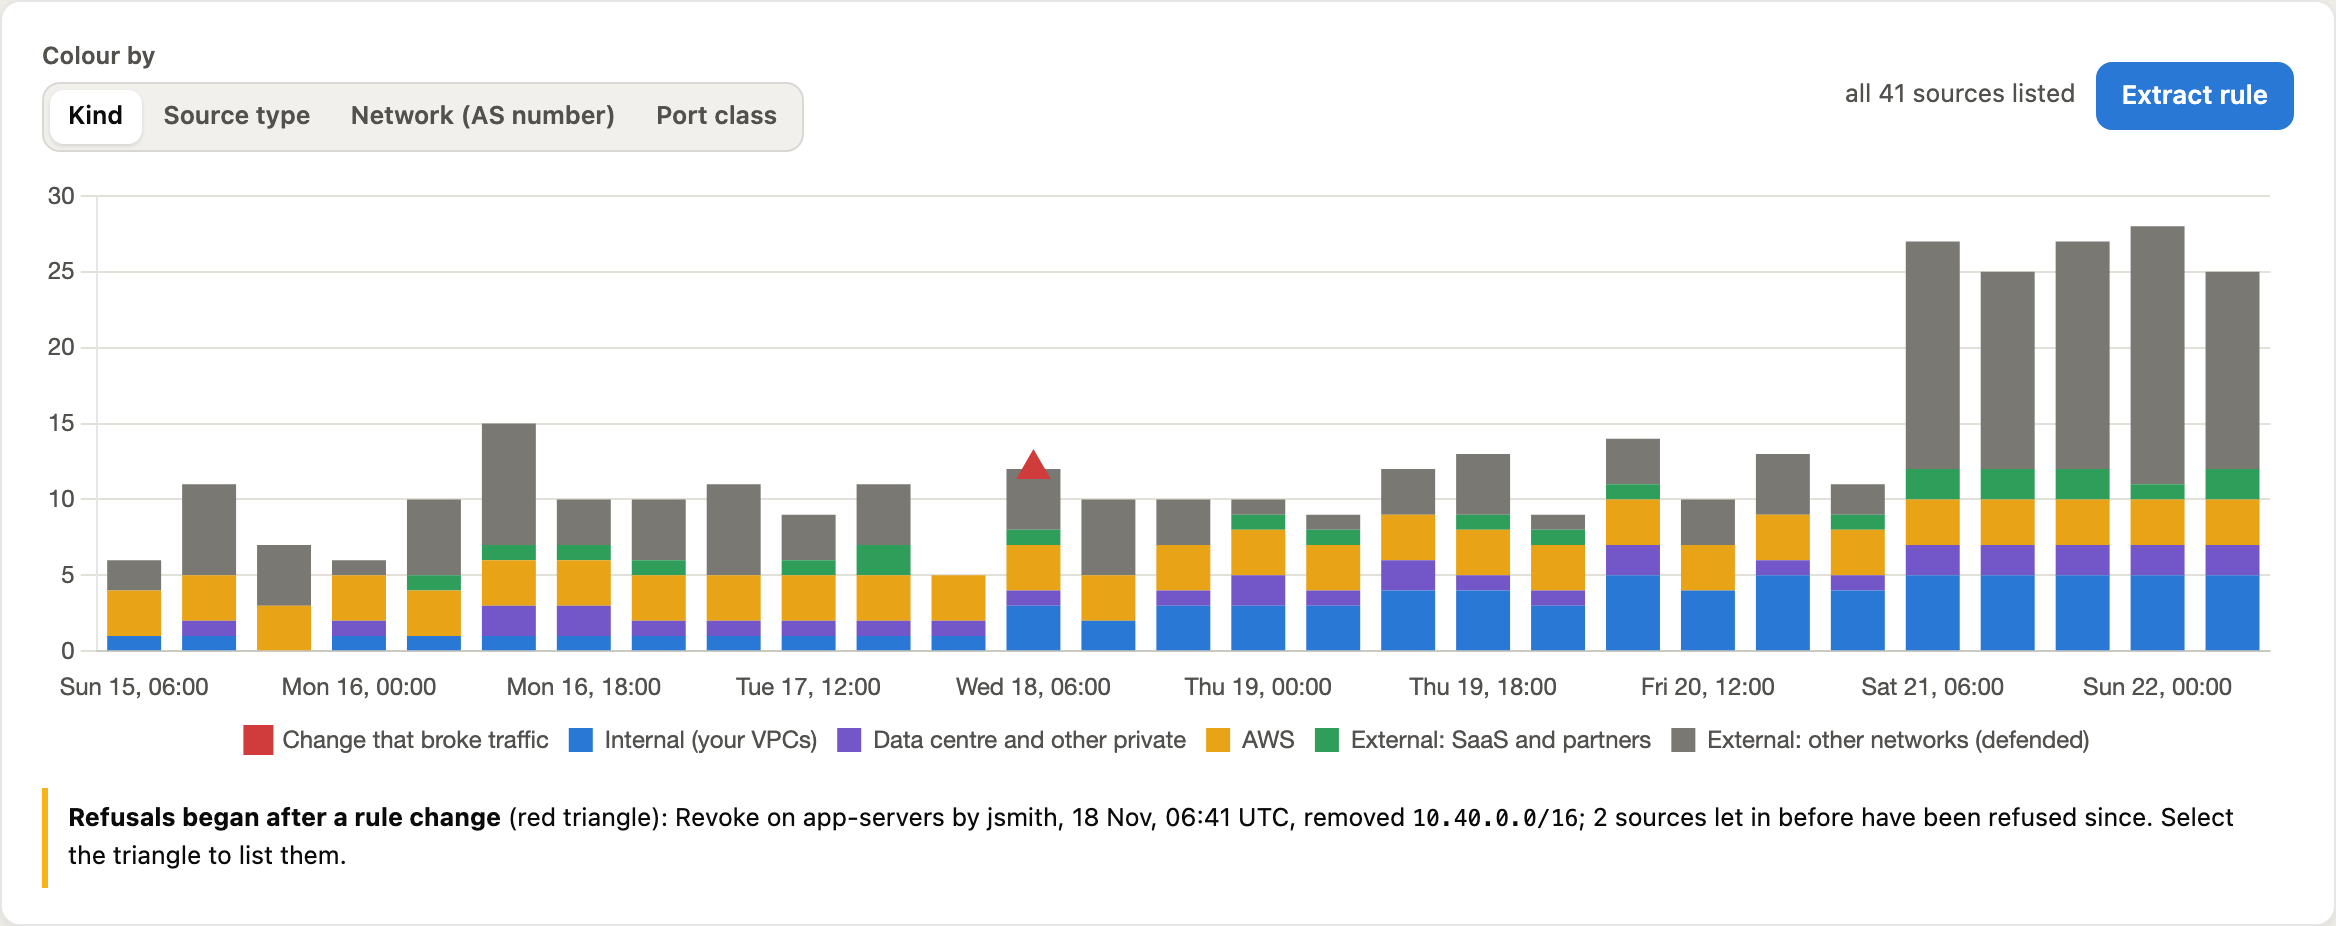 Colour by
Kind
Source type
Network (AS number)
Port class
all 41 sources listed
Extract rule
30
25
20
15
10
5
0
Sun 15, 06:00
Mon 16, 00:00
Mon 16, 18:00
Tue 17, 12:00
Wed 18, 06:00
Thu 19, 00:00
Thu 19, 18:00
Fri 20, 12:00
Sat 21, 06:00
Sun 22, 00:00
Change that broke traffic
Internal (your VPCs)
Data centre and other private
AWS
External: SaaS and partners
External: other networks (defended)
Refusals began after a rule change (red triangle): Revoke on app-servers by jsmith, 18 Nov, 06:41 UTC, removed 10.40.0.0/16; 2 sources let in before have been refused since. Select
the triangle to list them.